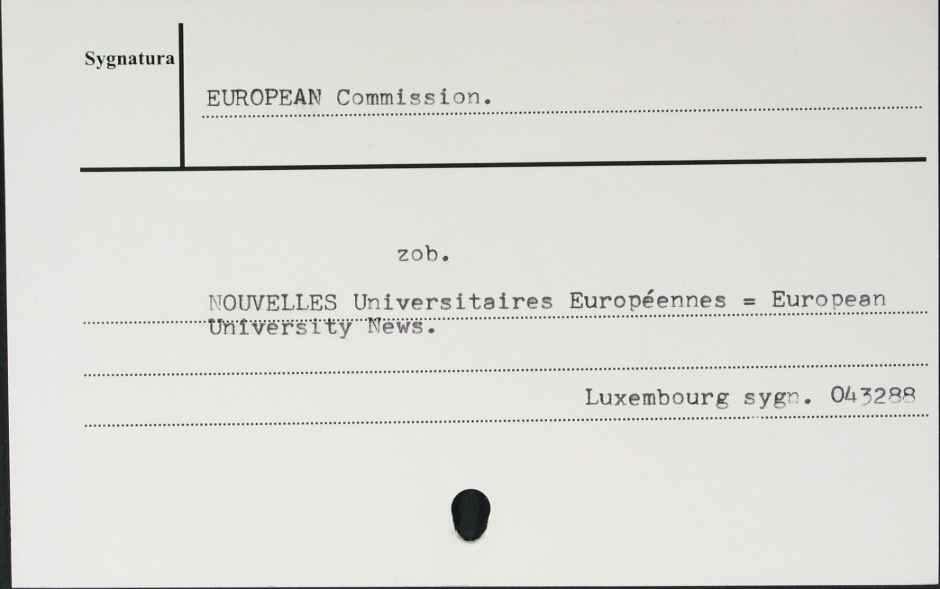 Sygnatura
EUROPEAN Commission.
zob.
NOUVELLES Universitaires Européennes = European
University News.
Luxembourg sygn. 043288